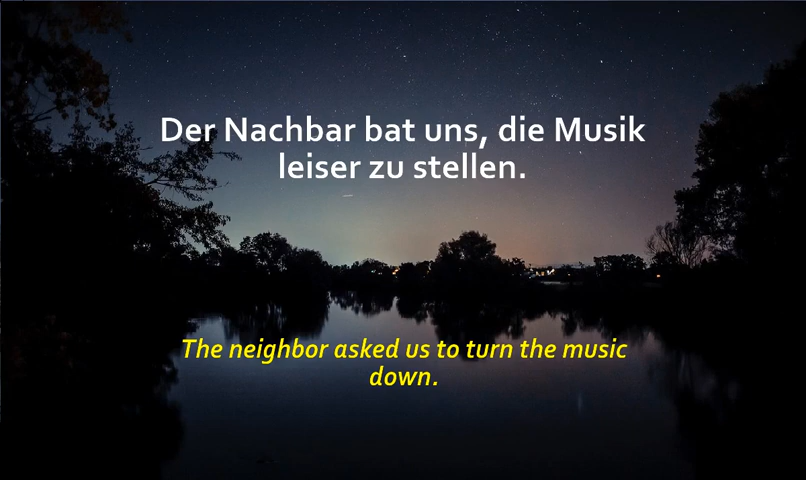 Der Nachbar bat uns, die Musik
leiser zu stellen.
The neighbor asked us to turn the music
down.